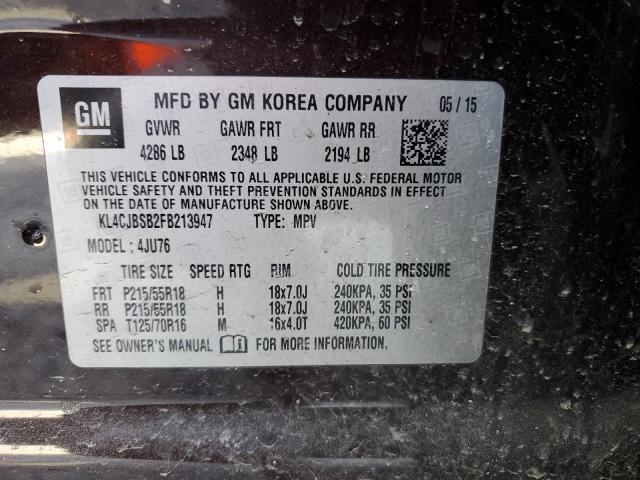 GM MFD BY GM KOREA COMPANY 05 / 15
GVWR GAWR FRT GAWR RR
4286 LB 2348 LB 2194 LB
THIS VEHICLE CONFORMS TO ALL APPLICABLE U.S. FEDERAL MOTOR
VEHICLE SAFETY AND THEFT PREVENTION STANDARDS IN EFFECT
ON THE DATE OF MANUFACTURE SHOWN ABOVE.
KL4CJBSB2FB213947 TYPE: MPV
MODEL: 4JU76
TIRE SIZE SPEED RTG RIM COLD TIRE PRESSURE
FRT P215/55R18 H 18x7.0J 240KPA, 35 PSI
RR P215/55R18 H 18x7.0J 240KPA, 35 PSI
SPA T125/70R16 M 16x4.0T 420KPA, 60 PSI
SEE OWNER'S MANUAL FOR MORE INFORMATION.